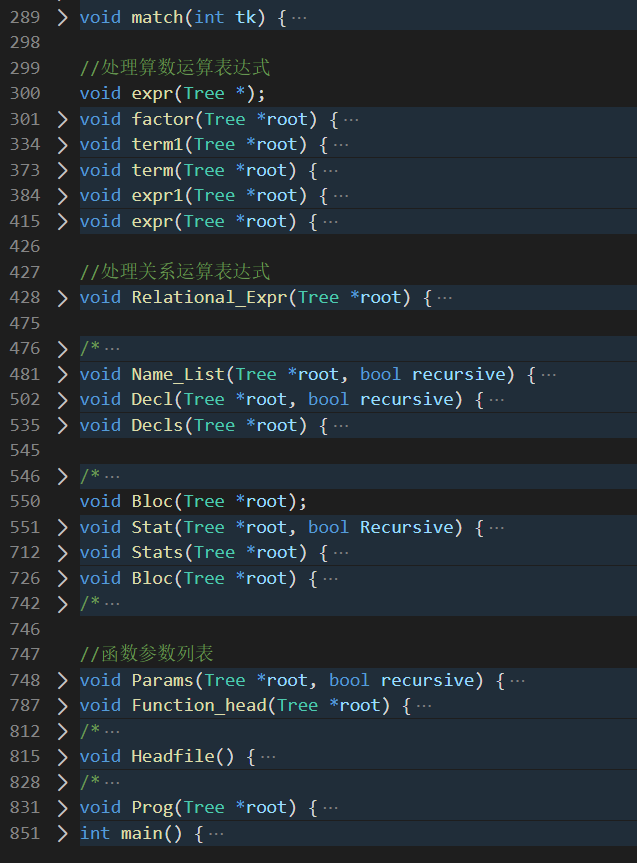 289 void match(int tk) { ···
298
299 //处理算数运算表达式
300 void expr(Tree *);
301 void factor(Tree *root) { ···
334 void term1(Tree *root) { ···
373 void term(Tree *root) { ···
384 void expr1(Tree *root) { ···
415 void expr(Tree *root) { ···
426
427 //处理关系运算表达式
428 void Relational_Expr(Tree *root) { ···
475
476 /* ···
481 void Name_List(Tree *root, bool recursive) { ···
502 void Decl(Tree *root, bool recursive) { ···
535 void Decls(Tree *root) { ···
545
546 /* ···
550 void Bloc(Tree *root);
551 void Stat(Tree *root, bool Recursive) { ···
712 void Stats(Tree *root) { ···
726 void Bloc(Tree *root) { ···
742 /* ···
746
747 //函数参数列表
748 void Params(Tree *root, bool recursive) { ···
787 void Function_head(Tree *root) { ···
812 /* ···
815 void Headfile() { ···
828 /* ···
831 void Prog(Tree *root) { ···
851 int main() { ···